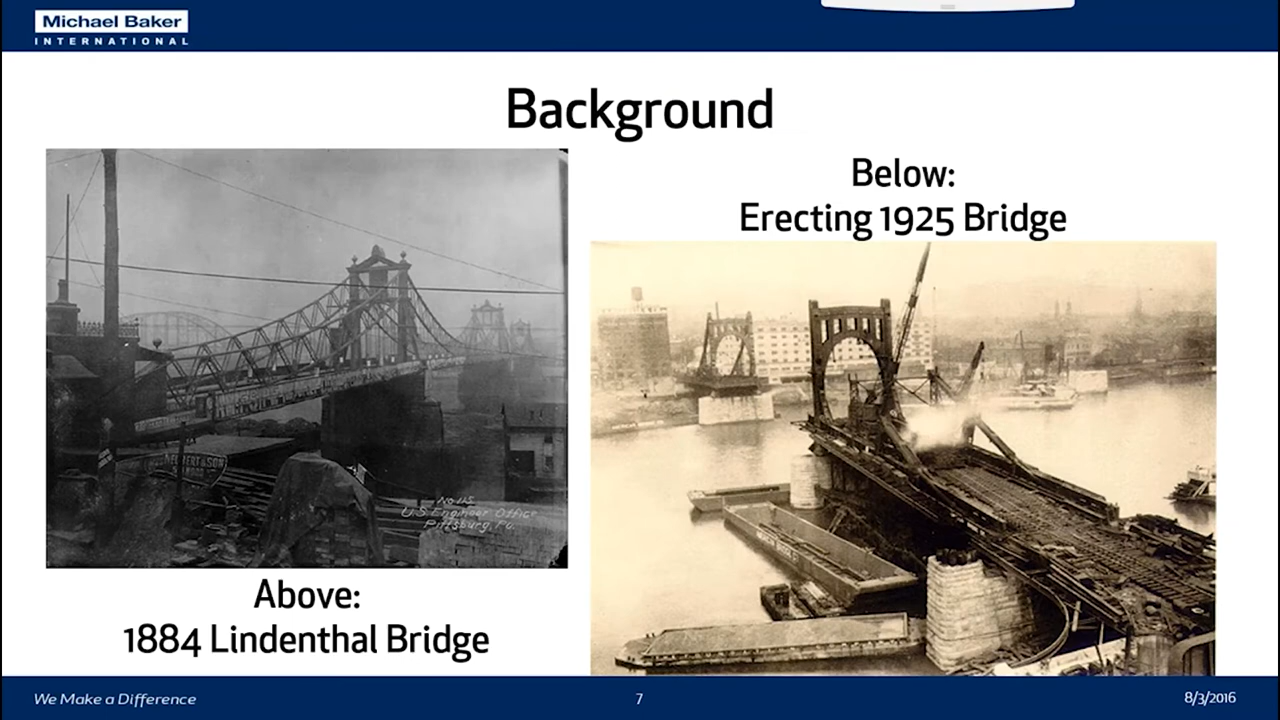 Michael Baker
INTERNATIONAL
Background
Below:
Erecting 1925 Bridge
No 115
U.S. Engineer Office
Pittsburg, Pa.
Above:
1884 Lindenthal Bridge
We Make a Difference
7
8/3/2016